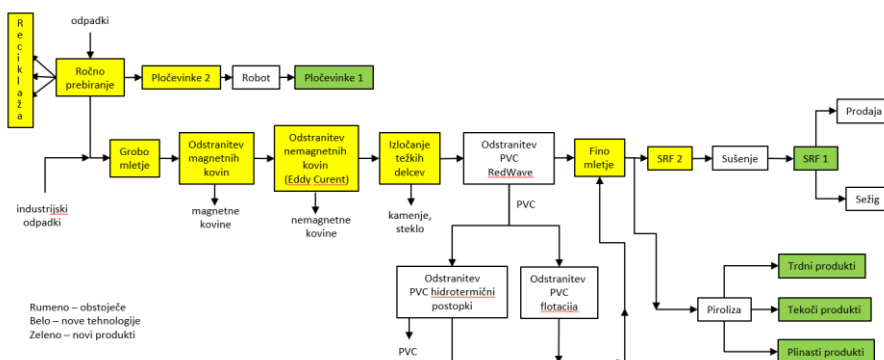 Reciklaža
odpadki
Ročno
prebiranje
Pločevinke 2
Robot
Pločevinke 1
Grobo
mletje
Odstranitev
magnetnih
kovin
Odstranitev
nemagnetnih
kovin
(Eddy Curent)
Izločanje
težkih
delcev
Odstranitev
PVC
RedWave
Fino
mletje
SRF 2
Sušenje
SRF 1
Prodaja
Sežig
industrijski
odpadki
magnetne
kovine
nemagnetne
kovine
kamenje,
steklo
PVC
Odstranitev
PVC hidrotermični
postopki
Odstranitev
PVC
flotacija
PVC
Piroliza
Trdni produkti
Tekoči produkti
Plinasti produkti
Rumeno – obstoječe
Belo – nove tehnologije
Zeleno – novi produkti